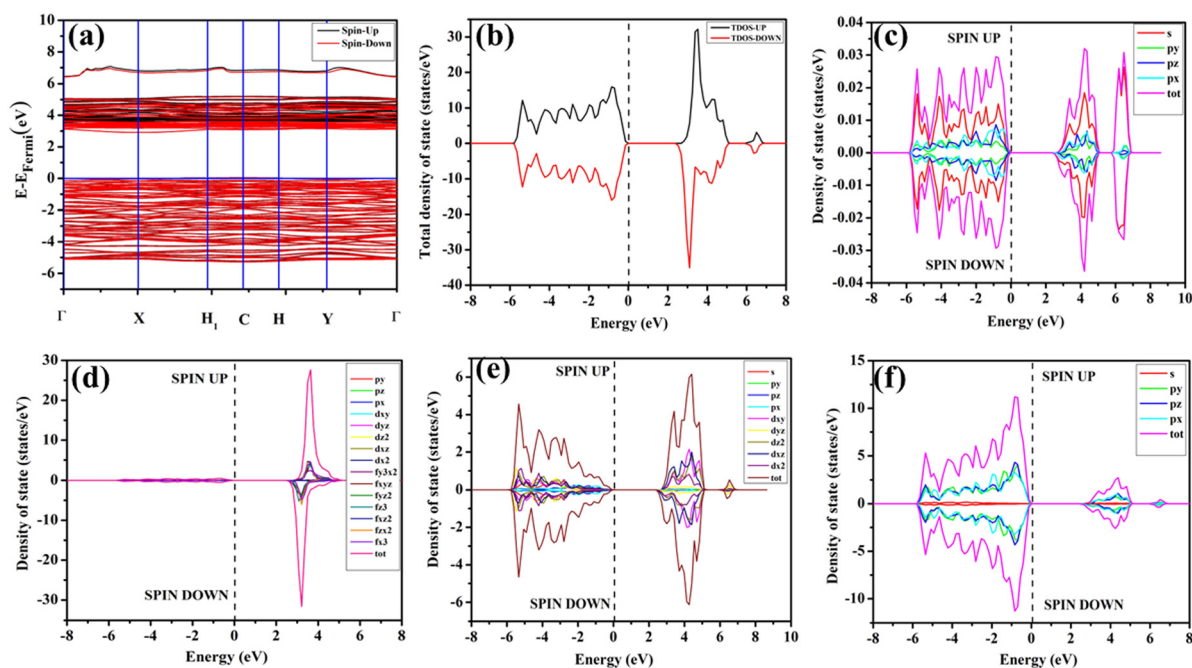 (a)
Spin-Up
Spin-Down
E-E_Fermi(eV)
10
8
6
4
2
0
-2
-4
-6
Γ X H₁ C H Y Γ
(b)
TDOS-UP
TDOS-DOWN
Total density of state (states/eV)
30
20
10
0
-10
-20
-30
-40
-8 -6 -4 -2 0 2 4 6 8
Energy (eV)
(c)
SPIN UP
s
py
pz
px
tot
Density of state (states/eV)
0.04
0.03
0.02
0.01
0.00
-0.01
-0.02
-0.03
-0.04
SPIN DOWN
-8 -6 -4 -2 0 2 4 6 8 10
Energy (eV)
(d)
SPIN UP
py
pz
px
dxy
dyz
dz2
dxz
dx2
fy3x2
fxyz
fyz2
fz3
fxz2
fzx2
fx3
tot
Density of state (states/eV)
30
20
10
0
-10
-20
-30
SPIN DOWN
-8 -6 -4 -2 0 2 4 6 8
Energy (eV)
(e)
SPIN UP
s
py
pz
px
dxy
dyz
dz2
dxz
dx2
tot
Density of state (states/eV)
6
4
2
0
-2
-4
-6
SPIN DOWN
-8 -6 -4 -2 0 2 4 6 8 10
Energy (eV)
(f)
SPIN UP
s
py
pz
px
tot
Density of state (states/eV)
15
10
5
0
-5
-10
SPIN DOWN
-8 -6 -4 -2 0 2 4 6 8
Energy (eV)